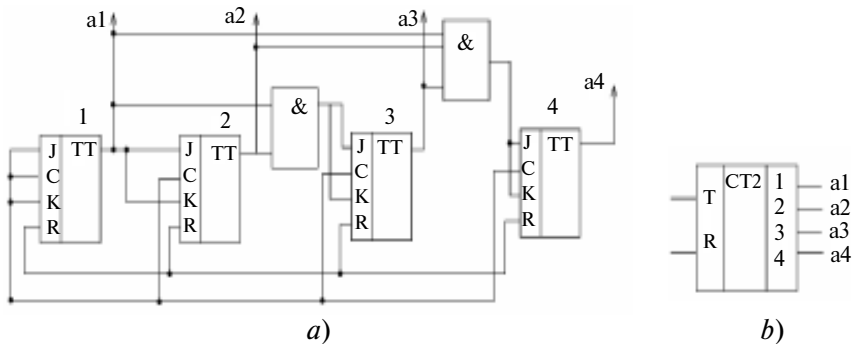 a1 a2 a3
&
a4
&
1 2 3 4
J TT
C
K
R
J TT
C
K
R
J TT
C
K
R
J TT
C
K
R
T CT2 1 a1
2 a2
R 3 a3
4 a4
a) b)